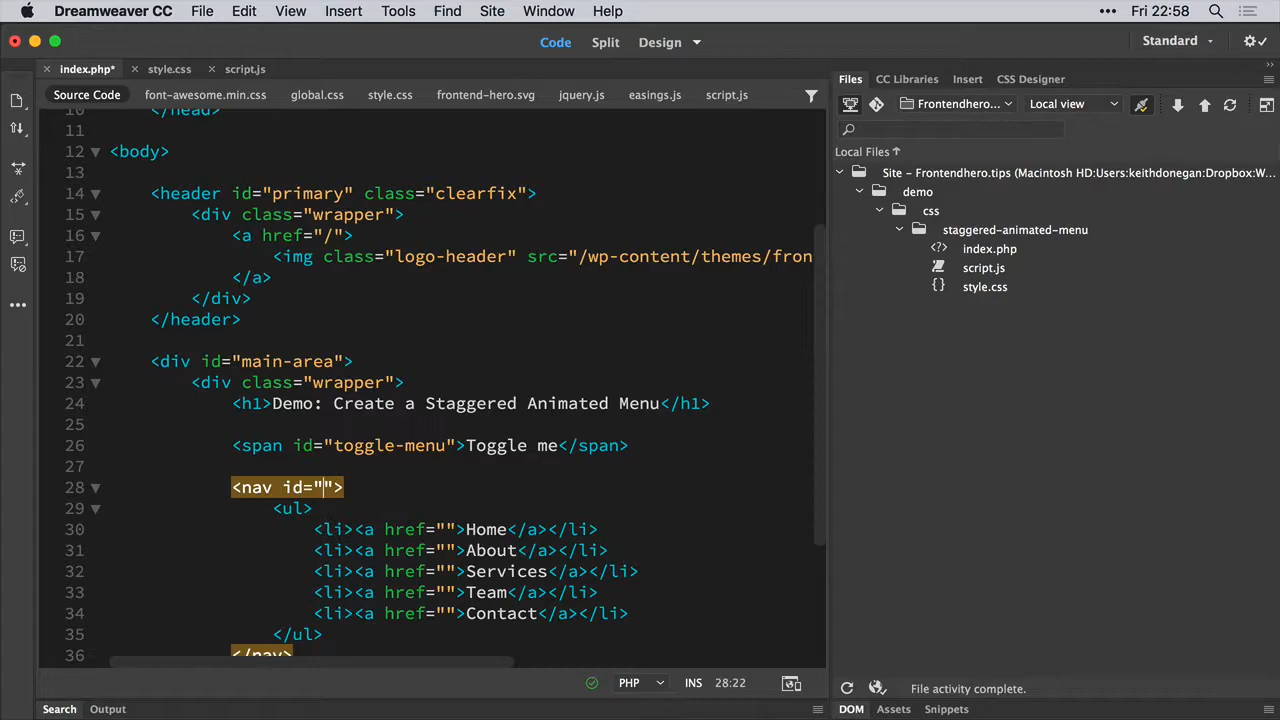 Dreamweaver CC File Edit View Insert Format Tools Find Site Window Help ••• Fri 22:58
Code Split Design Standard
index.php* style.css script.js
Source Code font-awesome.min.css global.css style.css frontend-hero.svg jquery.js easings.js script.js
10 </head>
11
12 <body>
13
14 <header id="primary" class="clearfix">
15 <div class="wrapper">
16 <a href="/">
17 <img class="logo-header" src="/wp-content/themes/fron
18 </a>
19 </div>
20 </header>
21
22 <div id="main-area">
23 <div class="wrapper">
24 <h1>Demo: Create a Staggered Animated Menu</h1>
25
26 <span id="toggle-menu">Toggle me</span>
27
28 <nav id="">
29 <ul>
30 <li><a href="">Home</a></li>
31 <li><a href="">About</a></li>
32 <li><a href="">Services</a></li>
33 <li><a href="">Team</a></li>
34 <li><a href="">Contact</a></li>
35 </ul>
36 </nav>
PHP INS 28:22
Search Output
Files CC Libraries Insert CSS Designer
Frontendhero... Local view
Local Files
Site – Frontendhero.tips (Macintosh HD:Users:keithdonegan:Dropbox:W...
demo
css
staggered-animated-menu
index.php
script.js
style.css
File activity complete.
DOM Assets Snippets